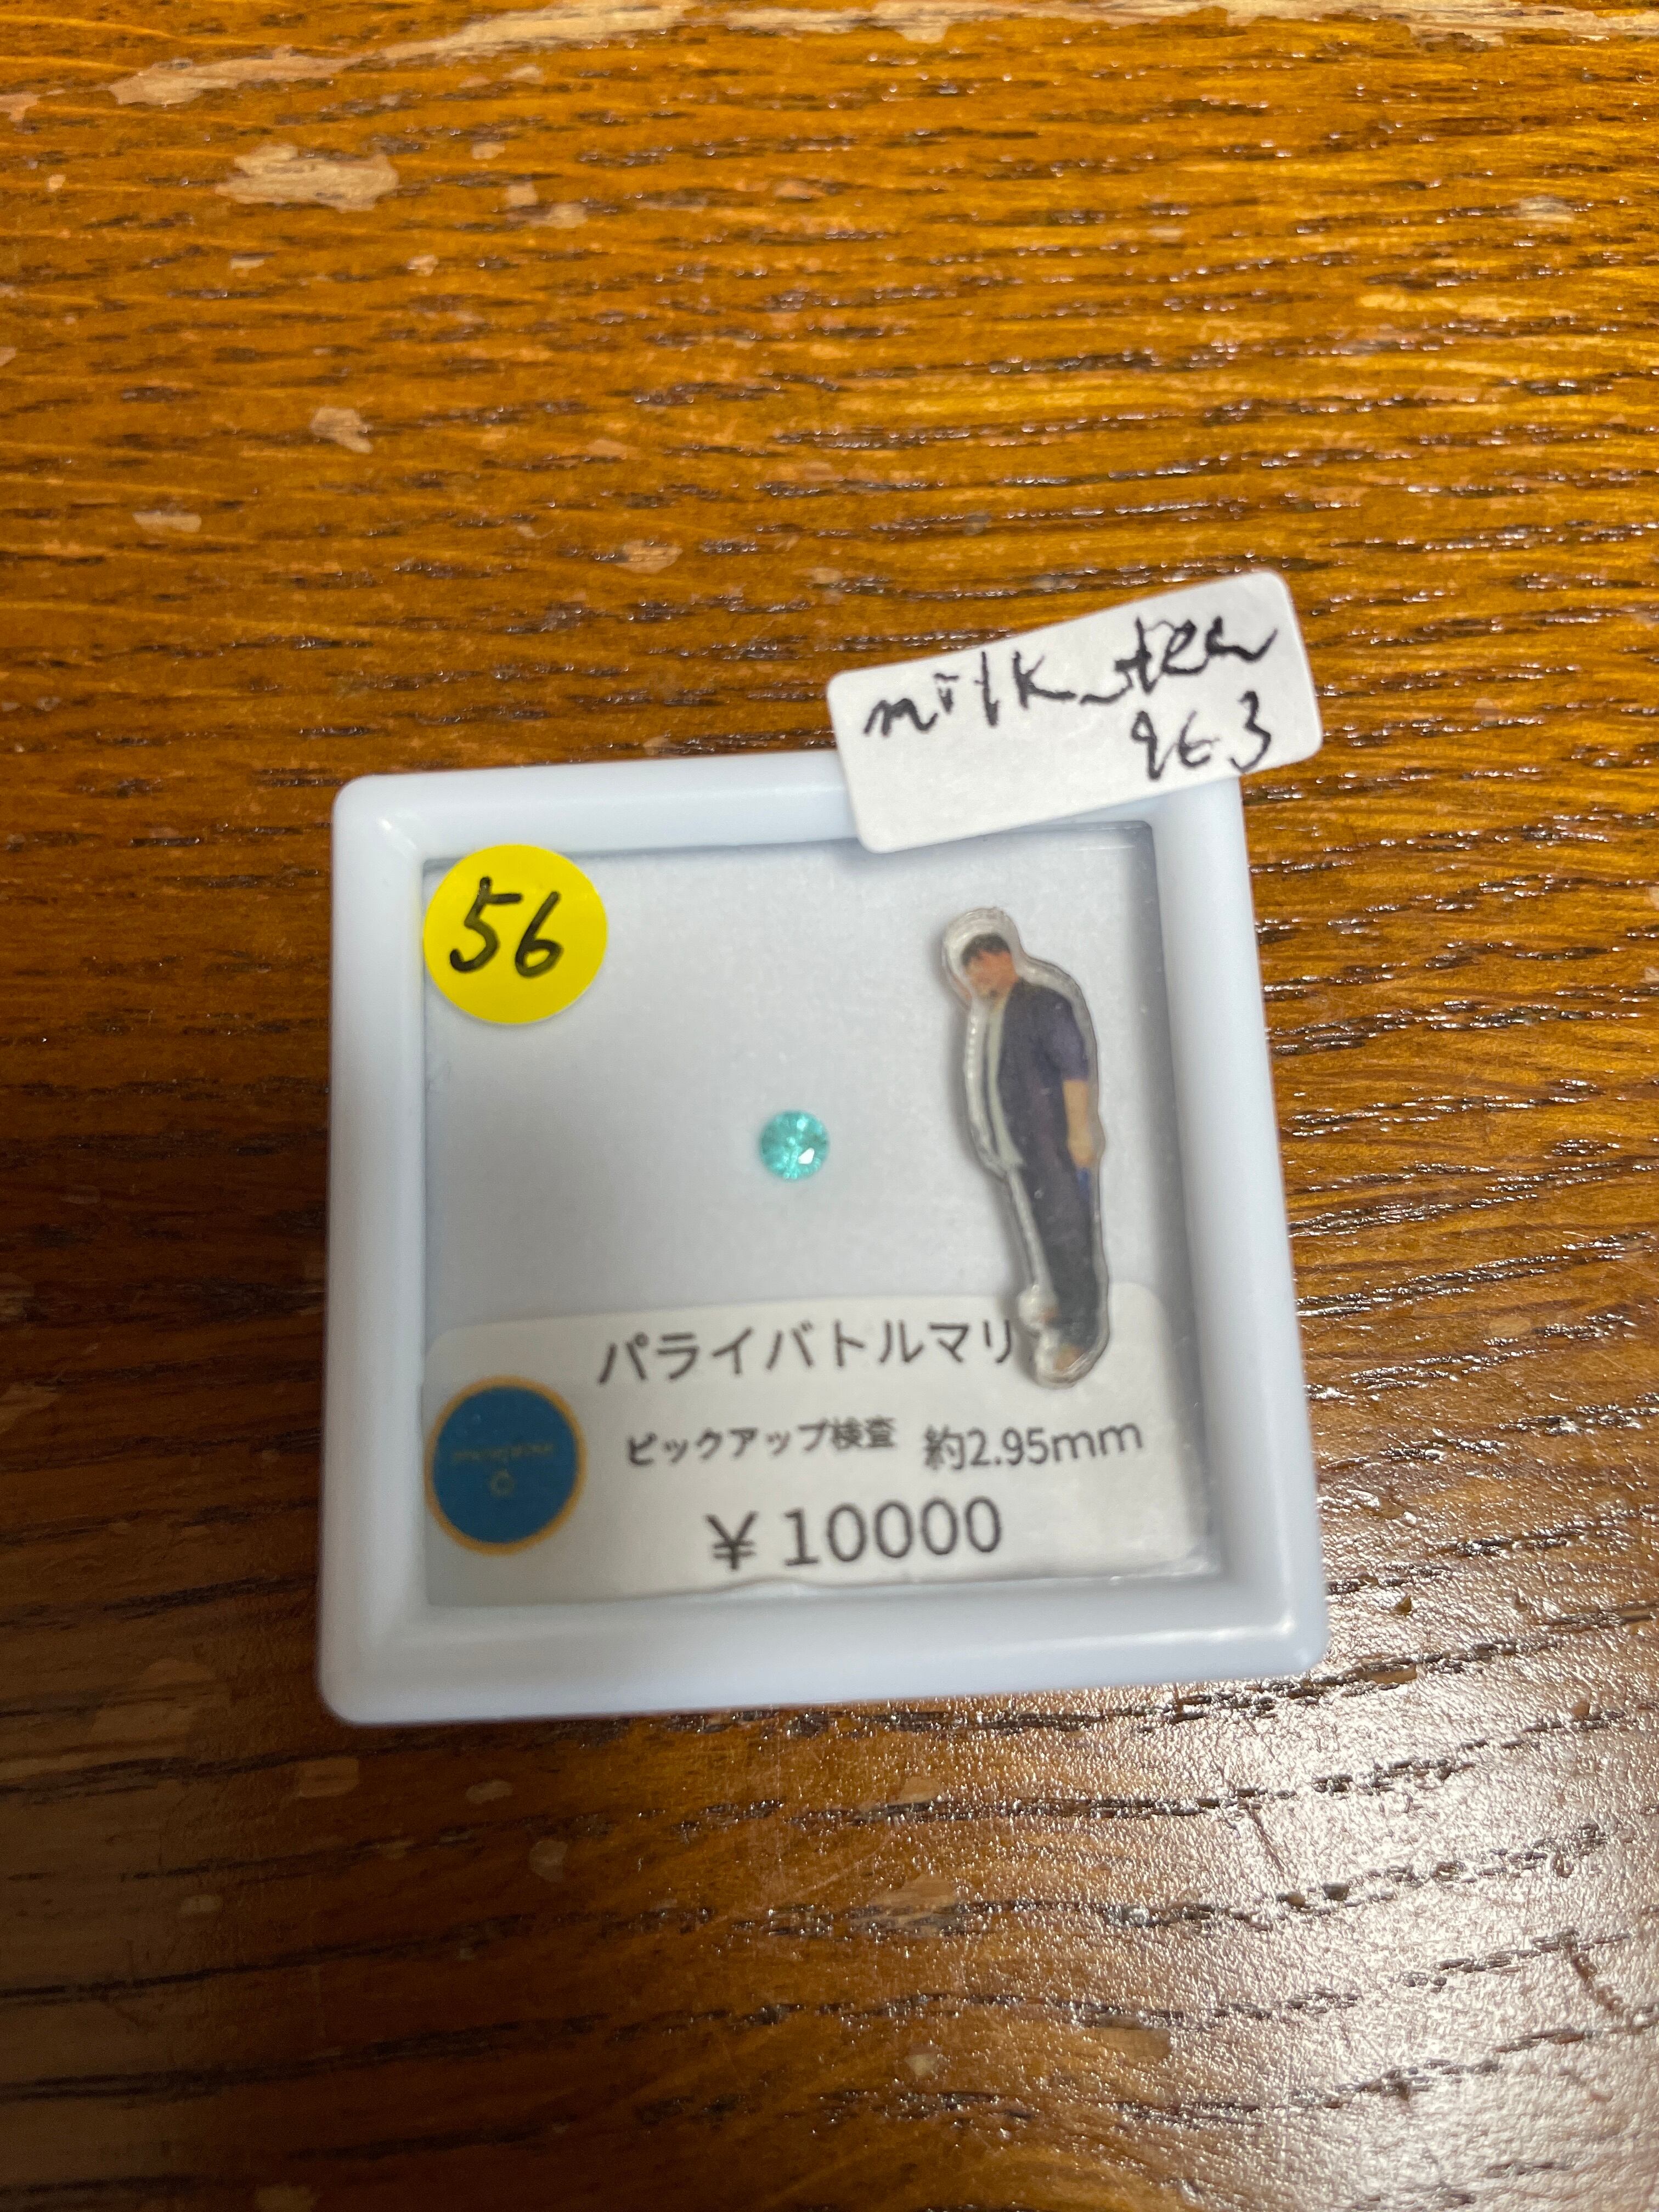 milk_tea
963
56
パライバトルマリ
ピックアップ検査 約2.95mm
¥10000